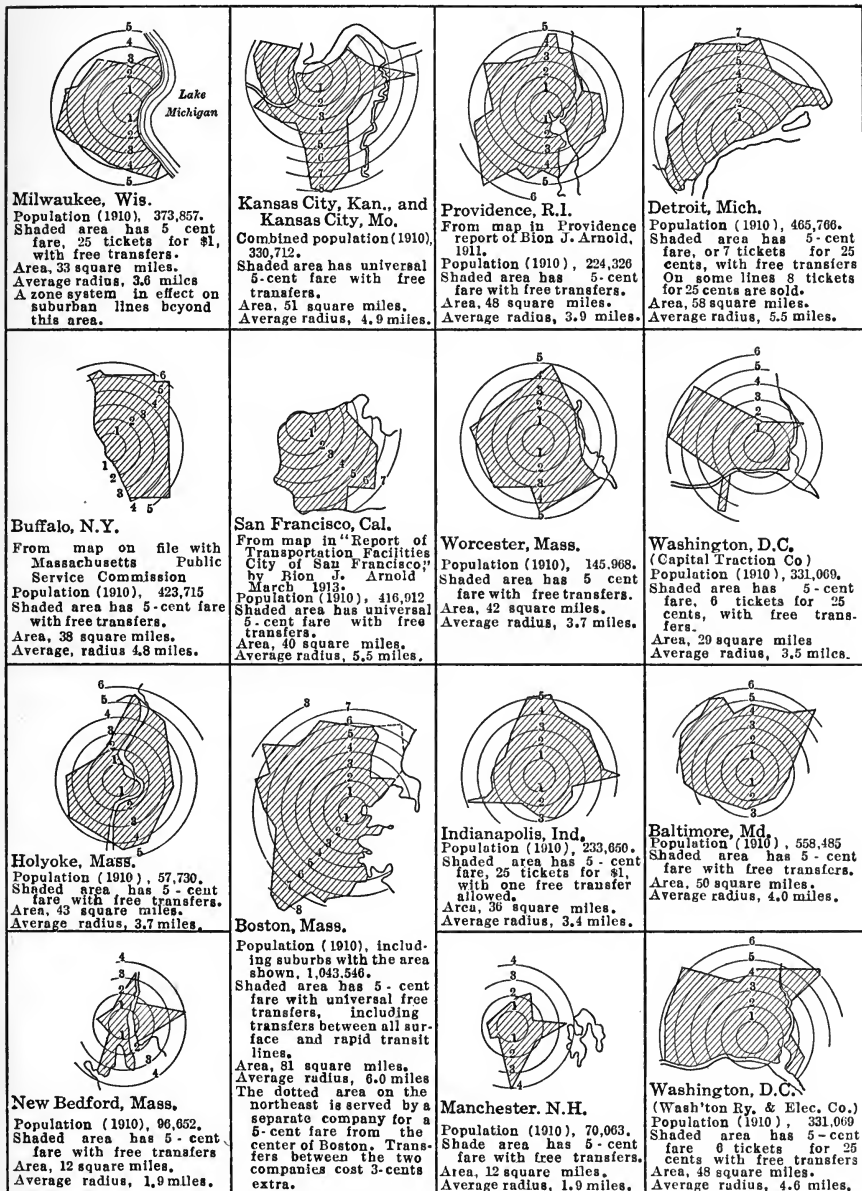 Lake
Michigan
Milwaukee, Wis.
Population (1910), 373,857.
Shaded area has 5 cent
fare, 25 tickets for $1,
with free transfers.
Area, 33 square miles.
Average radius, 3.6 miles
A zone system in effect on
suburban lines beyond
this area.
Kansas City, Kan., and
Kansas City, Mo.
Combined population (1910),
330,712.
Shaded area has universal
5-cent fare with free
transfers.
Area, 51 square miles.
Average radius, 4.9 miles.
Providence, R.I.
From map in Providence
report of Bion J. Arnold,
1911.
Population (1910), 224,326
Shaded area has 5-cent
fare with free transfers.
Area, 48 square miles.
Average radius, 3.9 miles.
Detroit, Mich.
Population (1910), 465,766.
Shaded area has 5-cent
fare, or 7 tickets for 25
cents, with free transfers
On some lines 8 tickets
for 25 cents are sold.
Area, 58 square miles.
Average radius, 5.5 miles.
Buffalo, N.Y.
From map on file with
Massachusetts Public
Service Commission
Population (1910), 423,715
Shaded area has 5-cent fare
with free transfers.
Area, 38 square miles.
Average, radius 4.8 miles.
San Francisco, Cal.
From map in "Report of
Transportation Facilities
City of San Francisco,"
by Bion J. Arnold
March 1913.
Population (1910), 416,912
Shaded area has universal
5-cent fare with free
transfers.
Area, 40 square miles.
Average radius, 5.5 miles.
Worcester, Mass.
Population (1910), 145.968.
Shaded area has 5 cent
fare with free transfers.
Area, 42 square miles.
Average radius, 3.7 miles.
Washington, D.C.
(Capital Traction Co)
Population (1910), 331,069.
Shaded area has 5-cent
fare, 6 tickets for 25
cents, with free trans-
fers.
Area, 29 square miles
Average radius, 3.5 miles.
Holyoke, Mass.
Population (1910), 57,730.
Shaded area has 5-cent
fare with free transfers.
Area, 43 square miles.
Average radius, 3.7 miles.
Boston, Mass.
Population (1910), includ-
ing suburbs with the area
shown, 1,043,546.
Shaded area has 5-cent
fare with universal free
transfers, including
transfers between all sur-
face and rapid transit
lines.
Area, 81 square miles.
Average radius, 6.0 miles
The dotted area on the
northeast is served by a
separate company for a
5-cent fare from the
center of Boston. Trans-
fers between the two
companies cost 3-cents
extra.
Indianapolis, Ind.
Population (1910), 233,650.
Shaded area has 5-cent
fare, 25 tickets for $1,
with one free transfer
allowed.
Area, 36 square miles.
Average radius, 3.4 miles.
Baltimore, Md.
Population (1910), 558,485
Shaded area has 5-cent
fare with free transfers.
Area, 50 square miles.
Average radius, 4.0 miles.
New Bedford, Mass.
Population (1910), 96,652.
Shaded area has 5-cent
fare with free transfers
Area, 12 square miles.
Average radius, 1.9 miles.
Manchester. N.H.
Population (1910), 70,063.
Shade area has 5-cent
fare with free transfers.
Area, 12 square miles.
Average radius, 1.9 miles.
Washington, D.C.
(Wash'ton Ry. & Elec. Co.)
Population (1910), 331,069
Shaded area has 5-cent
fare 6 tickets for 25
cents with free transfers
Area, 48 square miles.
Average radius, 4.6 miles.